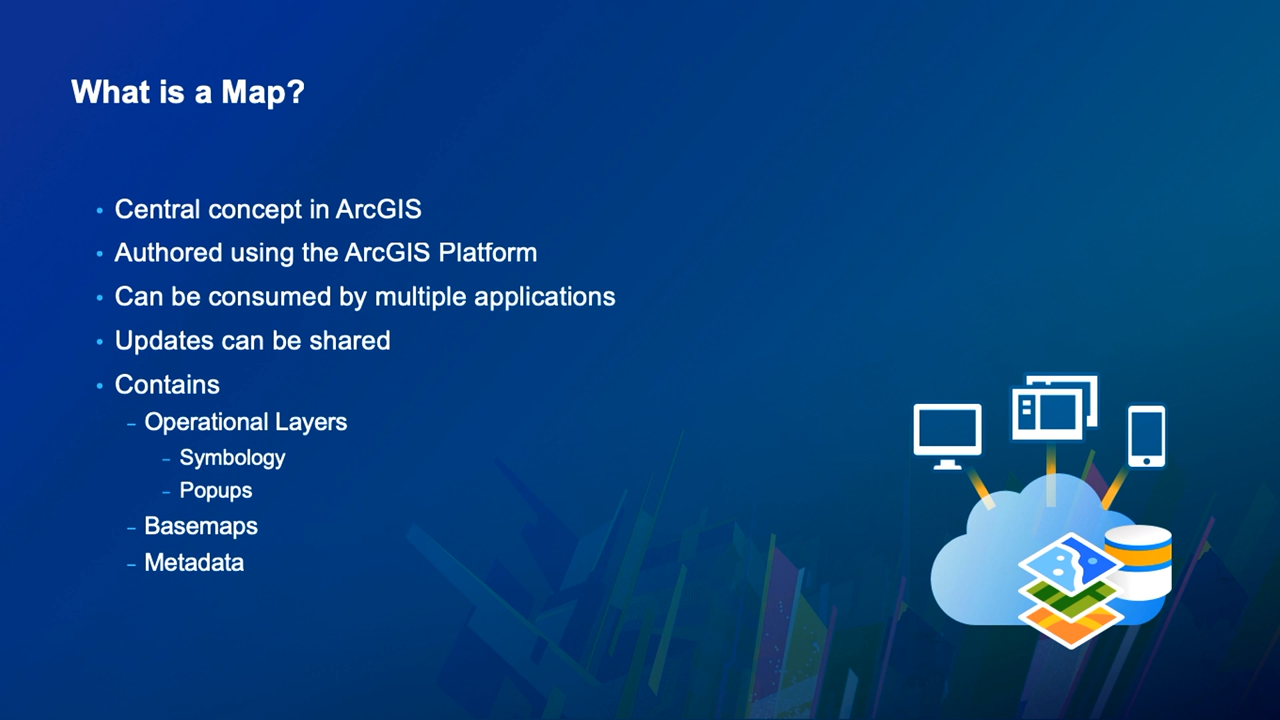 What is a Map?
• Central concept in ArcGIS
• Authored using the ArcGIS Platform
• Can be consumed by multiple applications
• Updates can be shared
• Contains
– Operational Layers
– Symbology
– Popups
– Basemaps
– Metadata